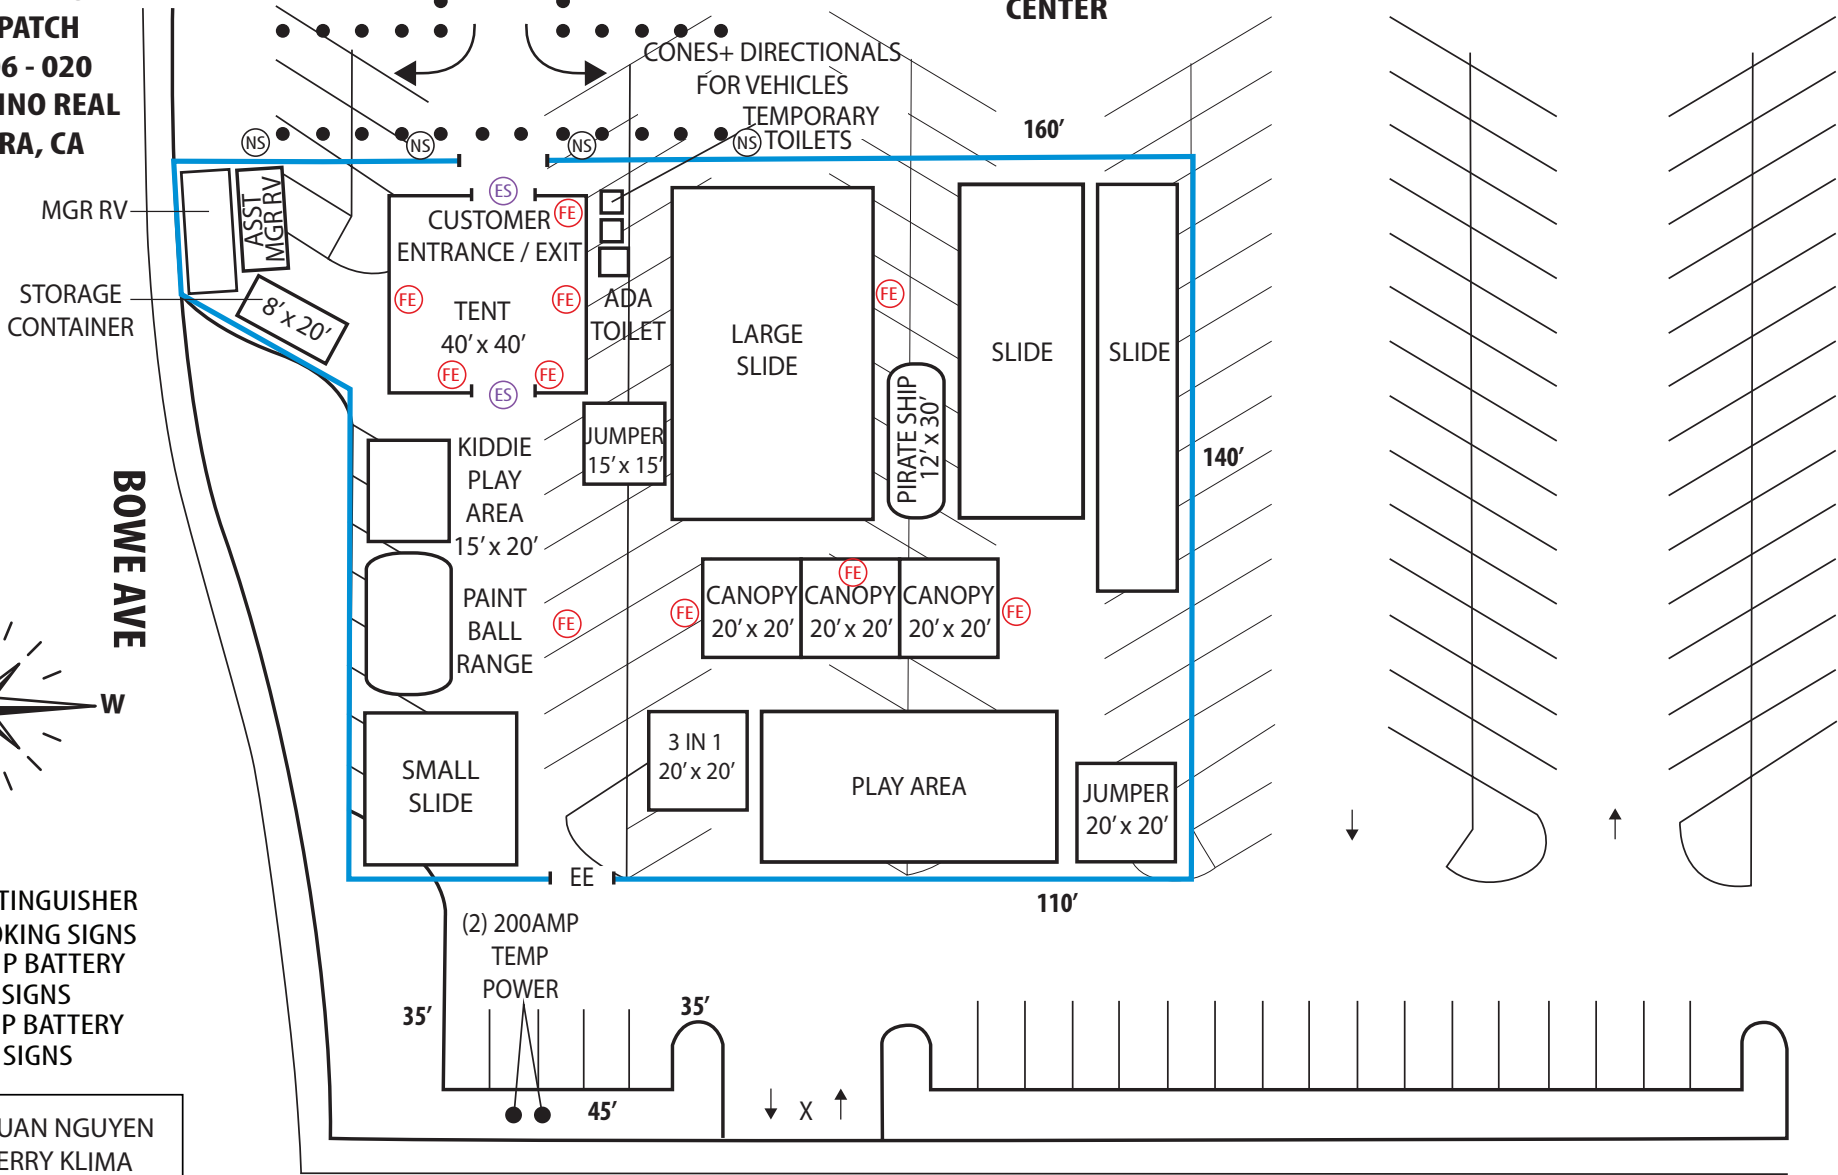 PATCH
6 - 020
INO REAL
RA, CA
CENTER
CONES+ DIRECTIONALS
FOR VEHICLES
TEMPORARY
TOILETS
NS
NS
NS
NS
160'
MGR RV
ASST
MGR RV
STORAGE
CONTAINER
8' x 20'
ES
CUSTOMER
ENTRANCE / EXIT
FE
FE
FE
TENT
40' x 40'
FE
FE
ES
ADA
TOILET
LARGE
SLIDE
FE
SLIDE
SLIDE
PIRATE SHIP
12' x 30'
140'
JUMPER
15' x 15'
KIDDIE
PLAY
AREA
15' x 20'
BOWE AVE
PAINT
BALL
RANGE
FE
FE
FE
FE
CANOPY
20' x 20'
CANOPY
20' x 20'
CANOPY
20' x 20'
W
SMALL
SLIDE
3 IN 1
20' x 20'
PLAY AREA
JUMPER
20' x 20'
EE
110'
TINGUISHER
OKING SIGNS
P BATTERY
SIGNS
P BATTERY
SIGNS
(2) 200AMP
TEMP
POWER
35'
35'
45'
X
UAN NGUYEN
ERRY KLIMA